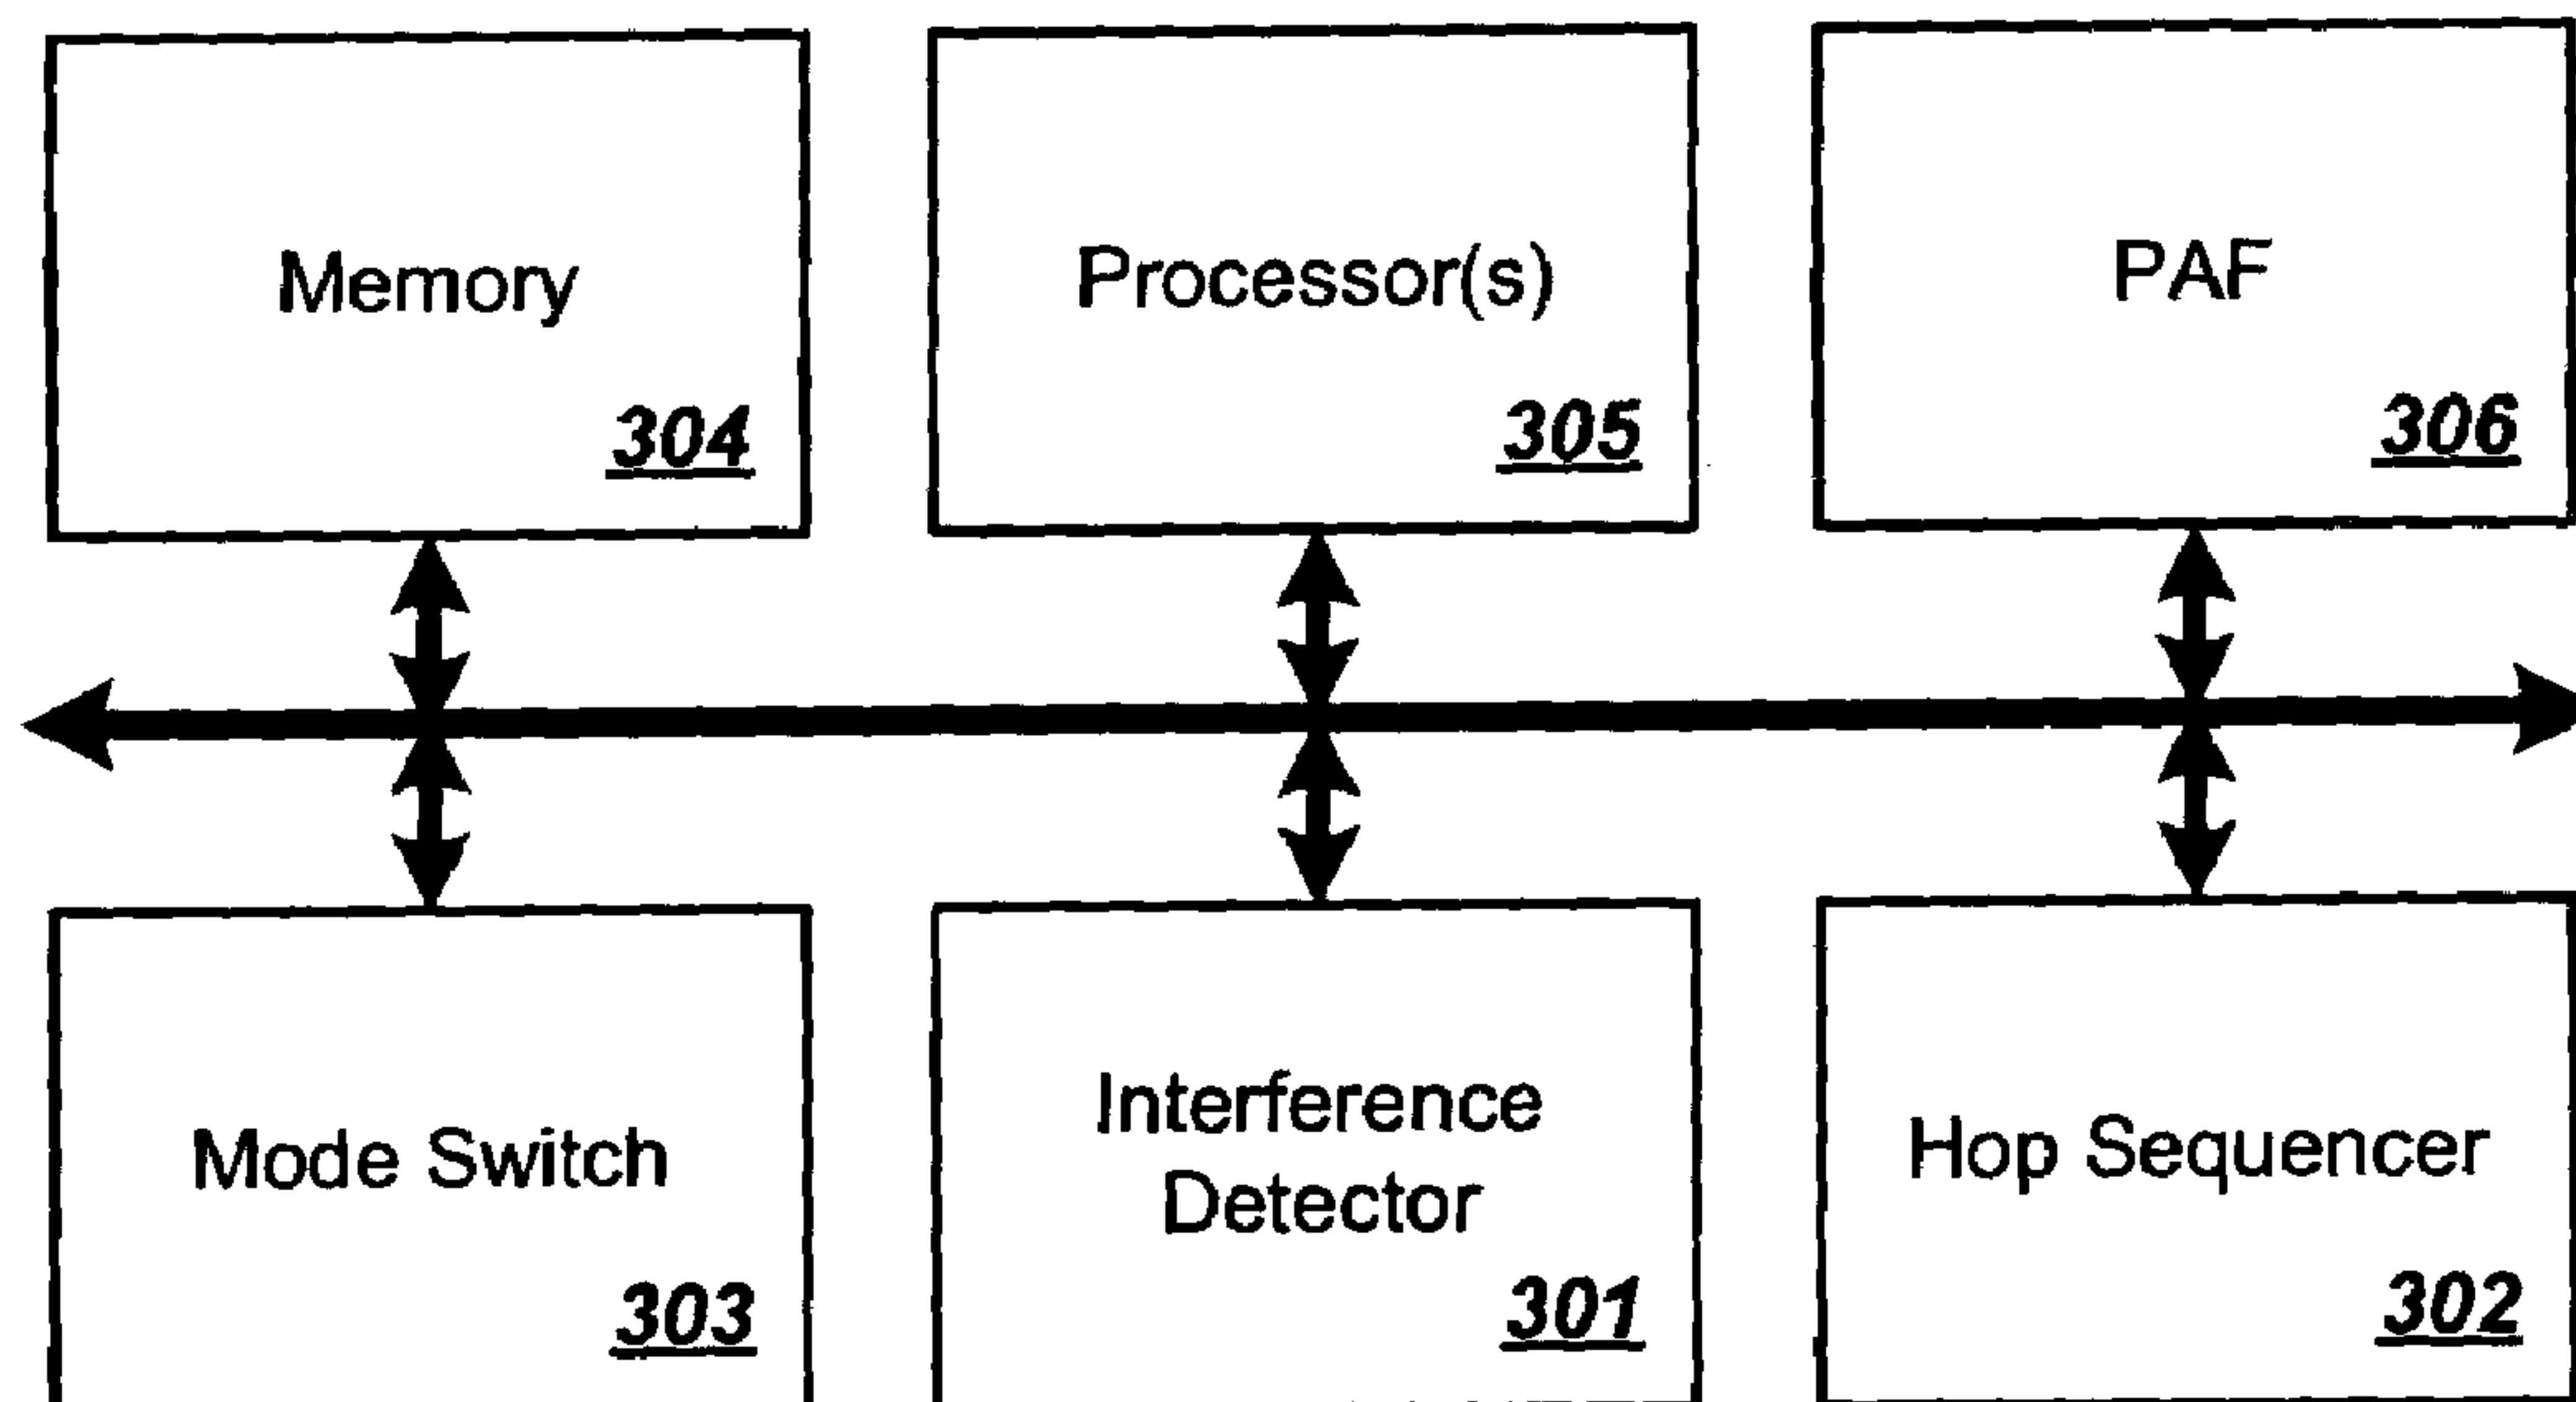 Memory
304
Processor(s)
305
PAF
306
Mode Switch
303
Interference
Detector
301
Hop Sequencer
302